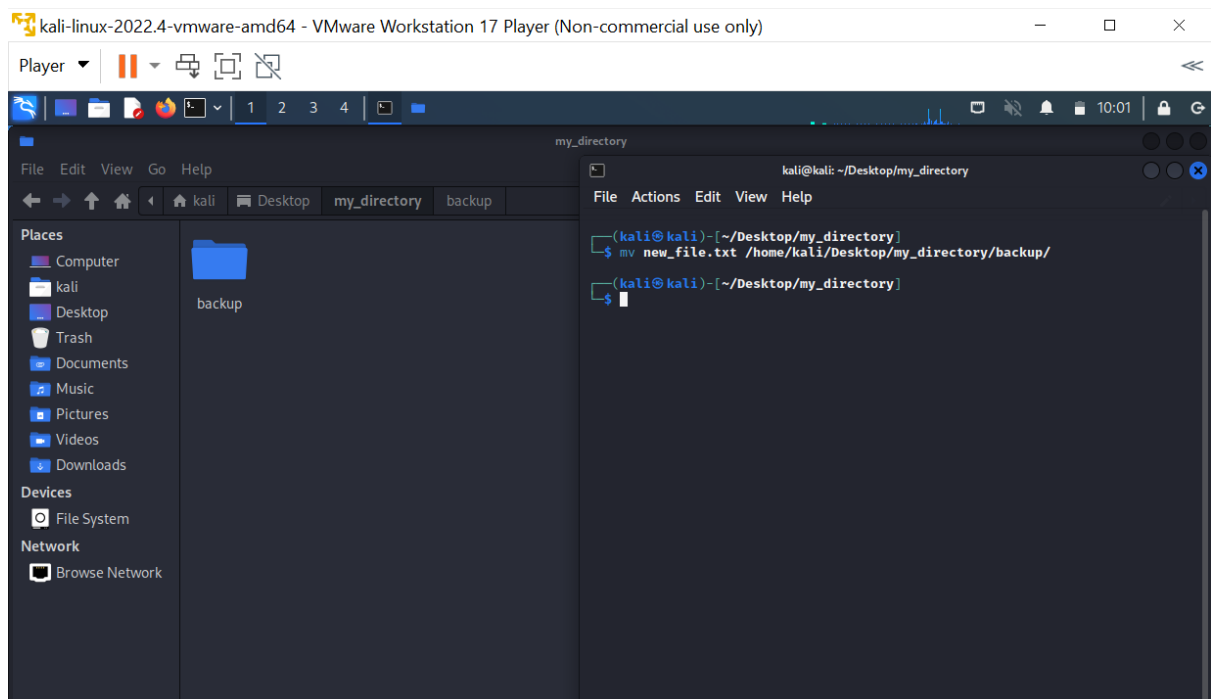 kali-linux-2022.4-vmware-amd64 - VMware Workstation 17 Player (Non-commercial use only)
Player
1 2 3 4 10:01
my_directory
File Edit View Go Help
kali Desktop my_directory backup
Places
Computer
kali
Desktop
Trash
Documents
Music
Pictures
Videos
Downloads
Devices
File System
Network
Browse Network
backup
kali@kali: ~/Desktop/my_directory
File Actions Edit View Help
┌──(kali㉿kali)-[~/Desktop/my_directory]
└─$ mv new_file.txt /home/kali/Desktop/my_directory/backup/
┌──(kali㉿kali)-[~/Desktop/my_directory]
└─$